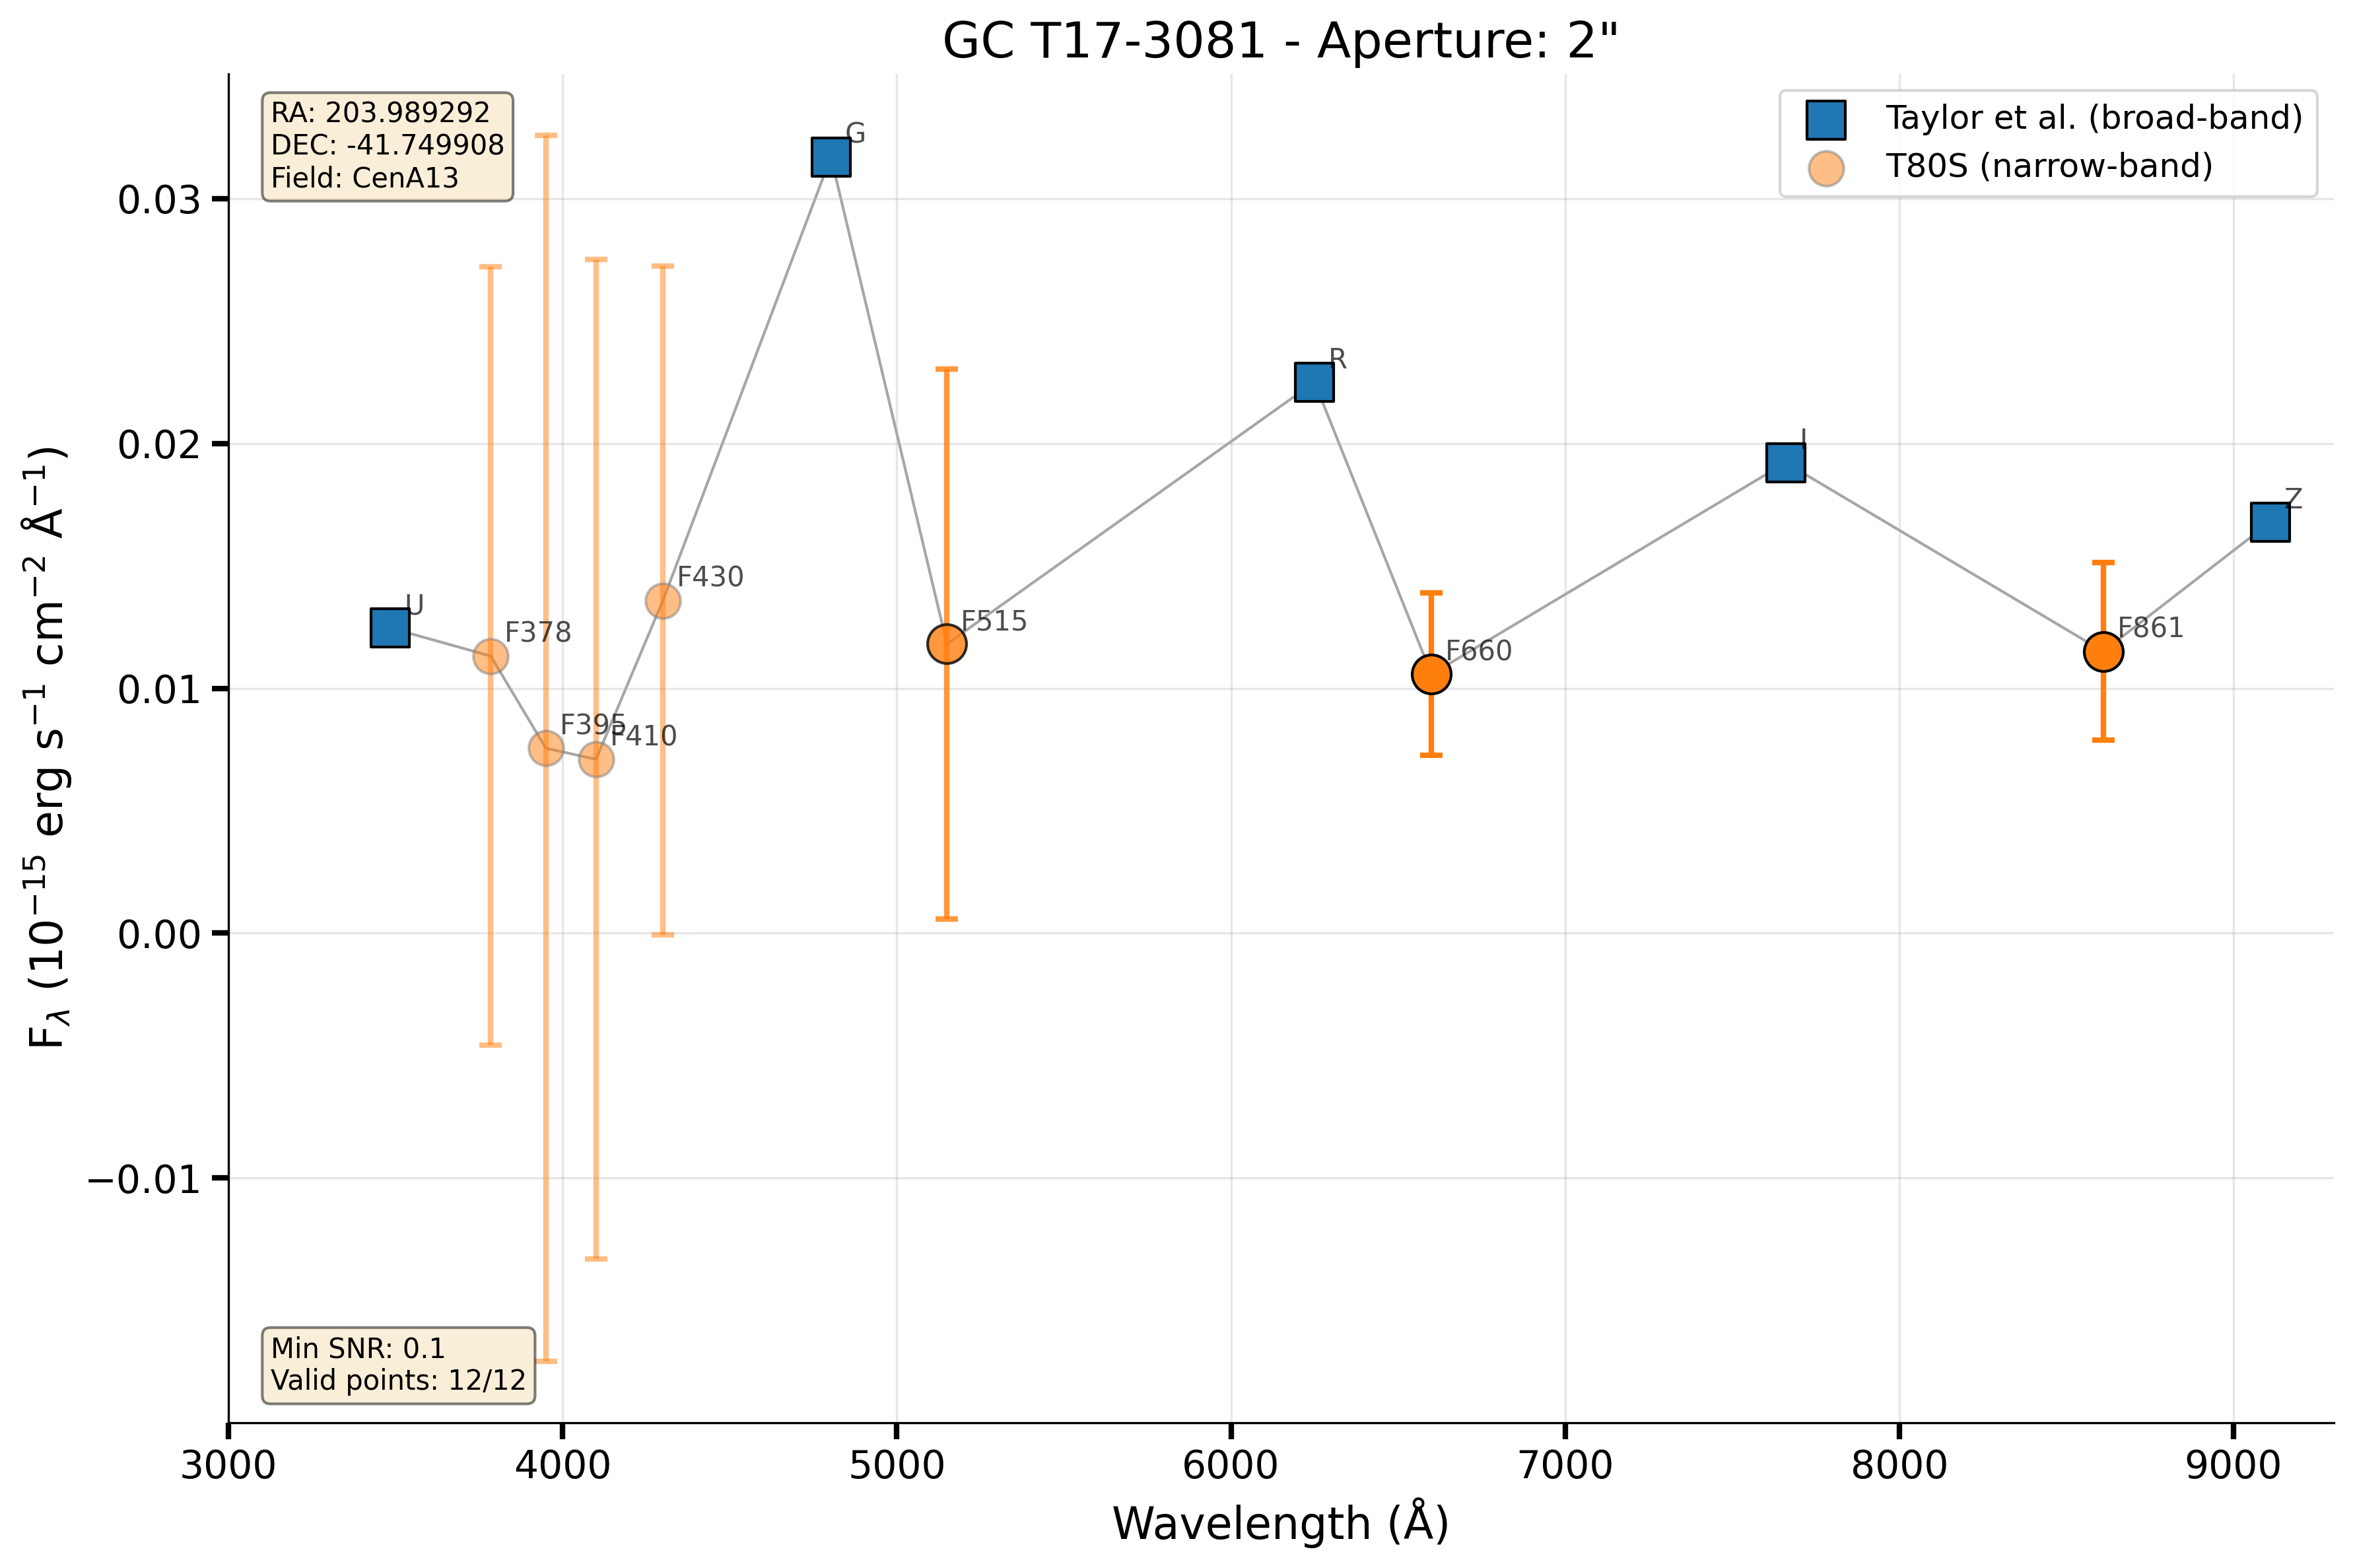 GC T17-3081 - Aperture: 2"
RA: 203.989292
DEC: -41.749908
Field: CenA13
Taylor et al. (broad-band)
T80S (narrow-band)
G
R
I
Z
U
F378
F395
F410
F430
F515
F660
F861
0.03
0.02
0.01
0.00
−0.01
F_λ (10⁻¹⁵ erg s⁻¹ cm⁻² Å⁻¹)
Min SNR: 0.1
Valid points: 12/12
3000 4000 5000 6000 7000 8000 9000
Wavelength (Å)